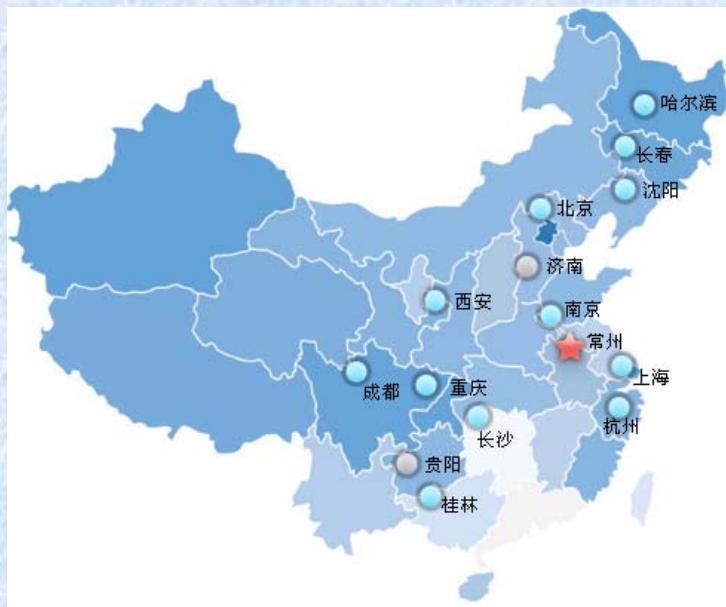 哈尔滨
长春
沈阳
北京
济南
西安
南京
常州
上海
成都
重庆
杭州
长沙
贵阳
桂林